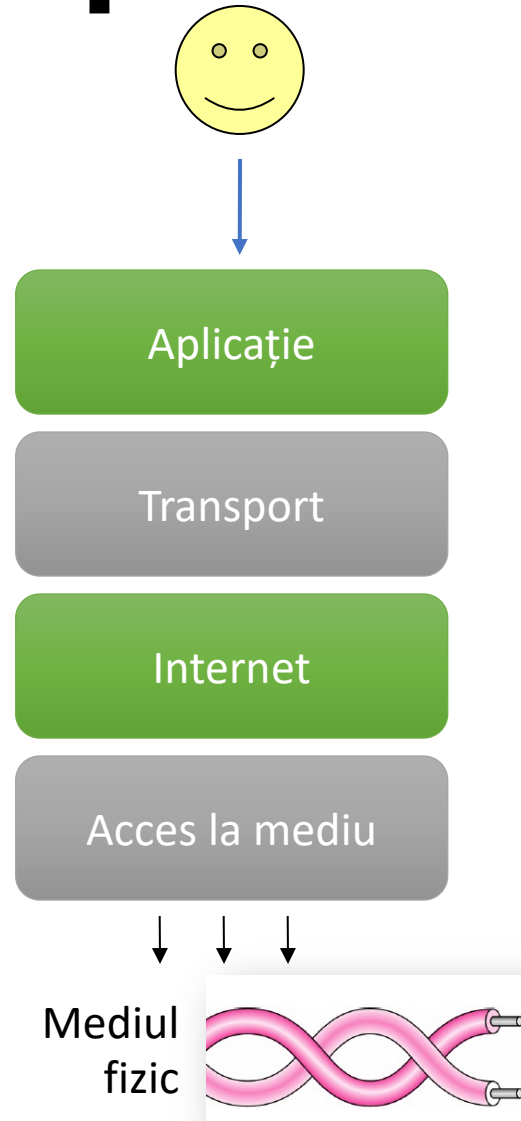 Aplicație
Transport
Internet
Acces la mediu
Mediul
fizic